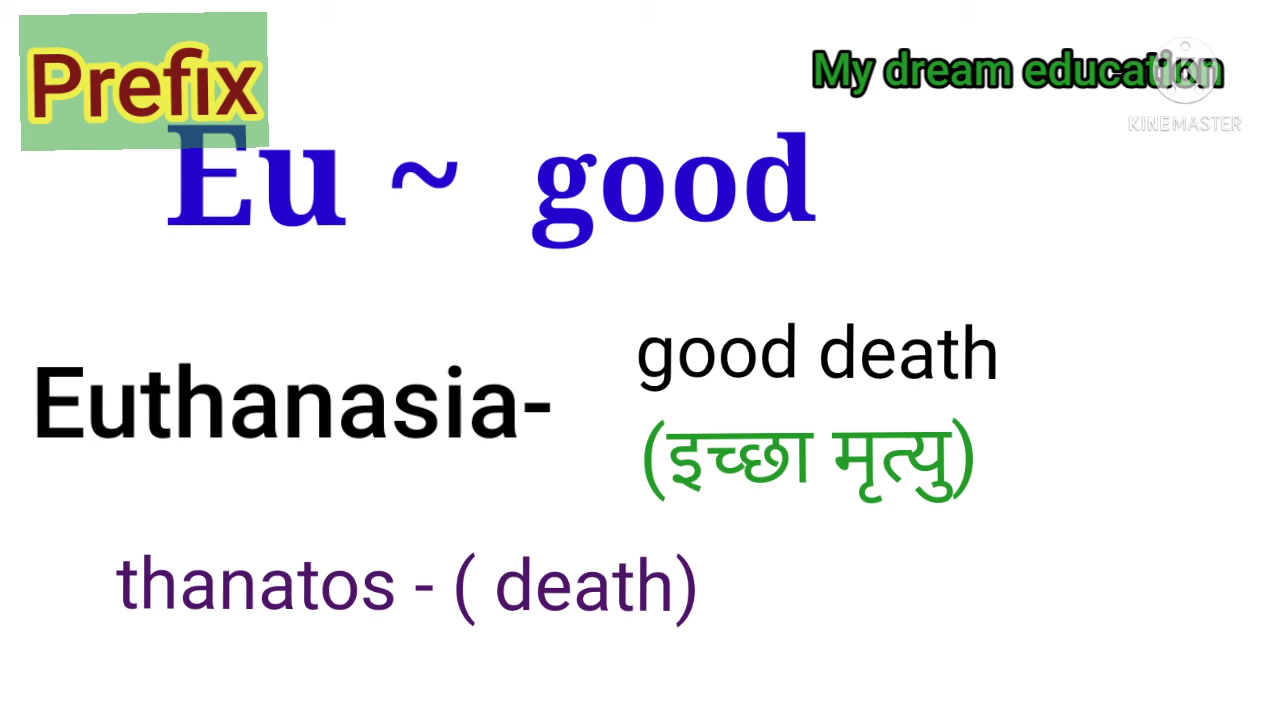 Prefix
My dream education
KINEMASTER
Eu ~ good
good death
Euthanasia-
(इच्छा मृत्यु)
thanatos - ( death)